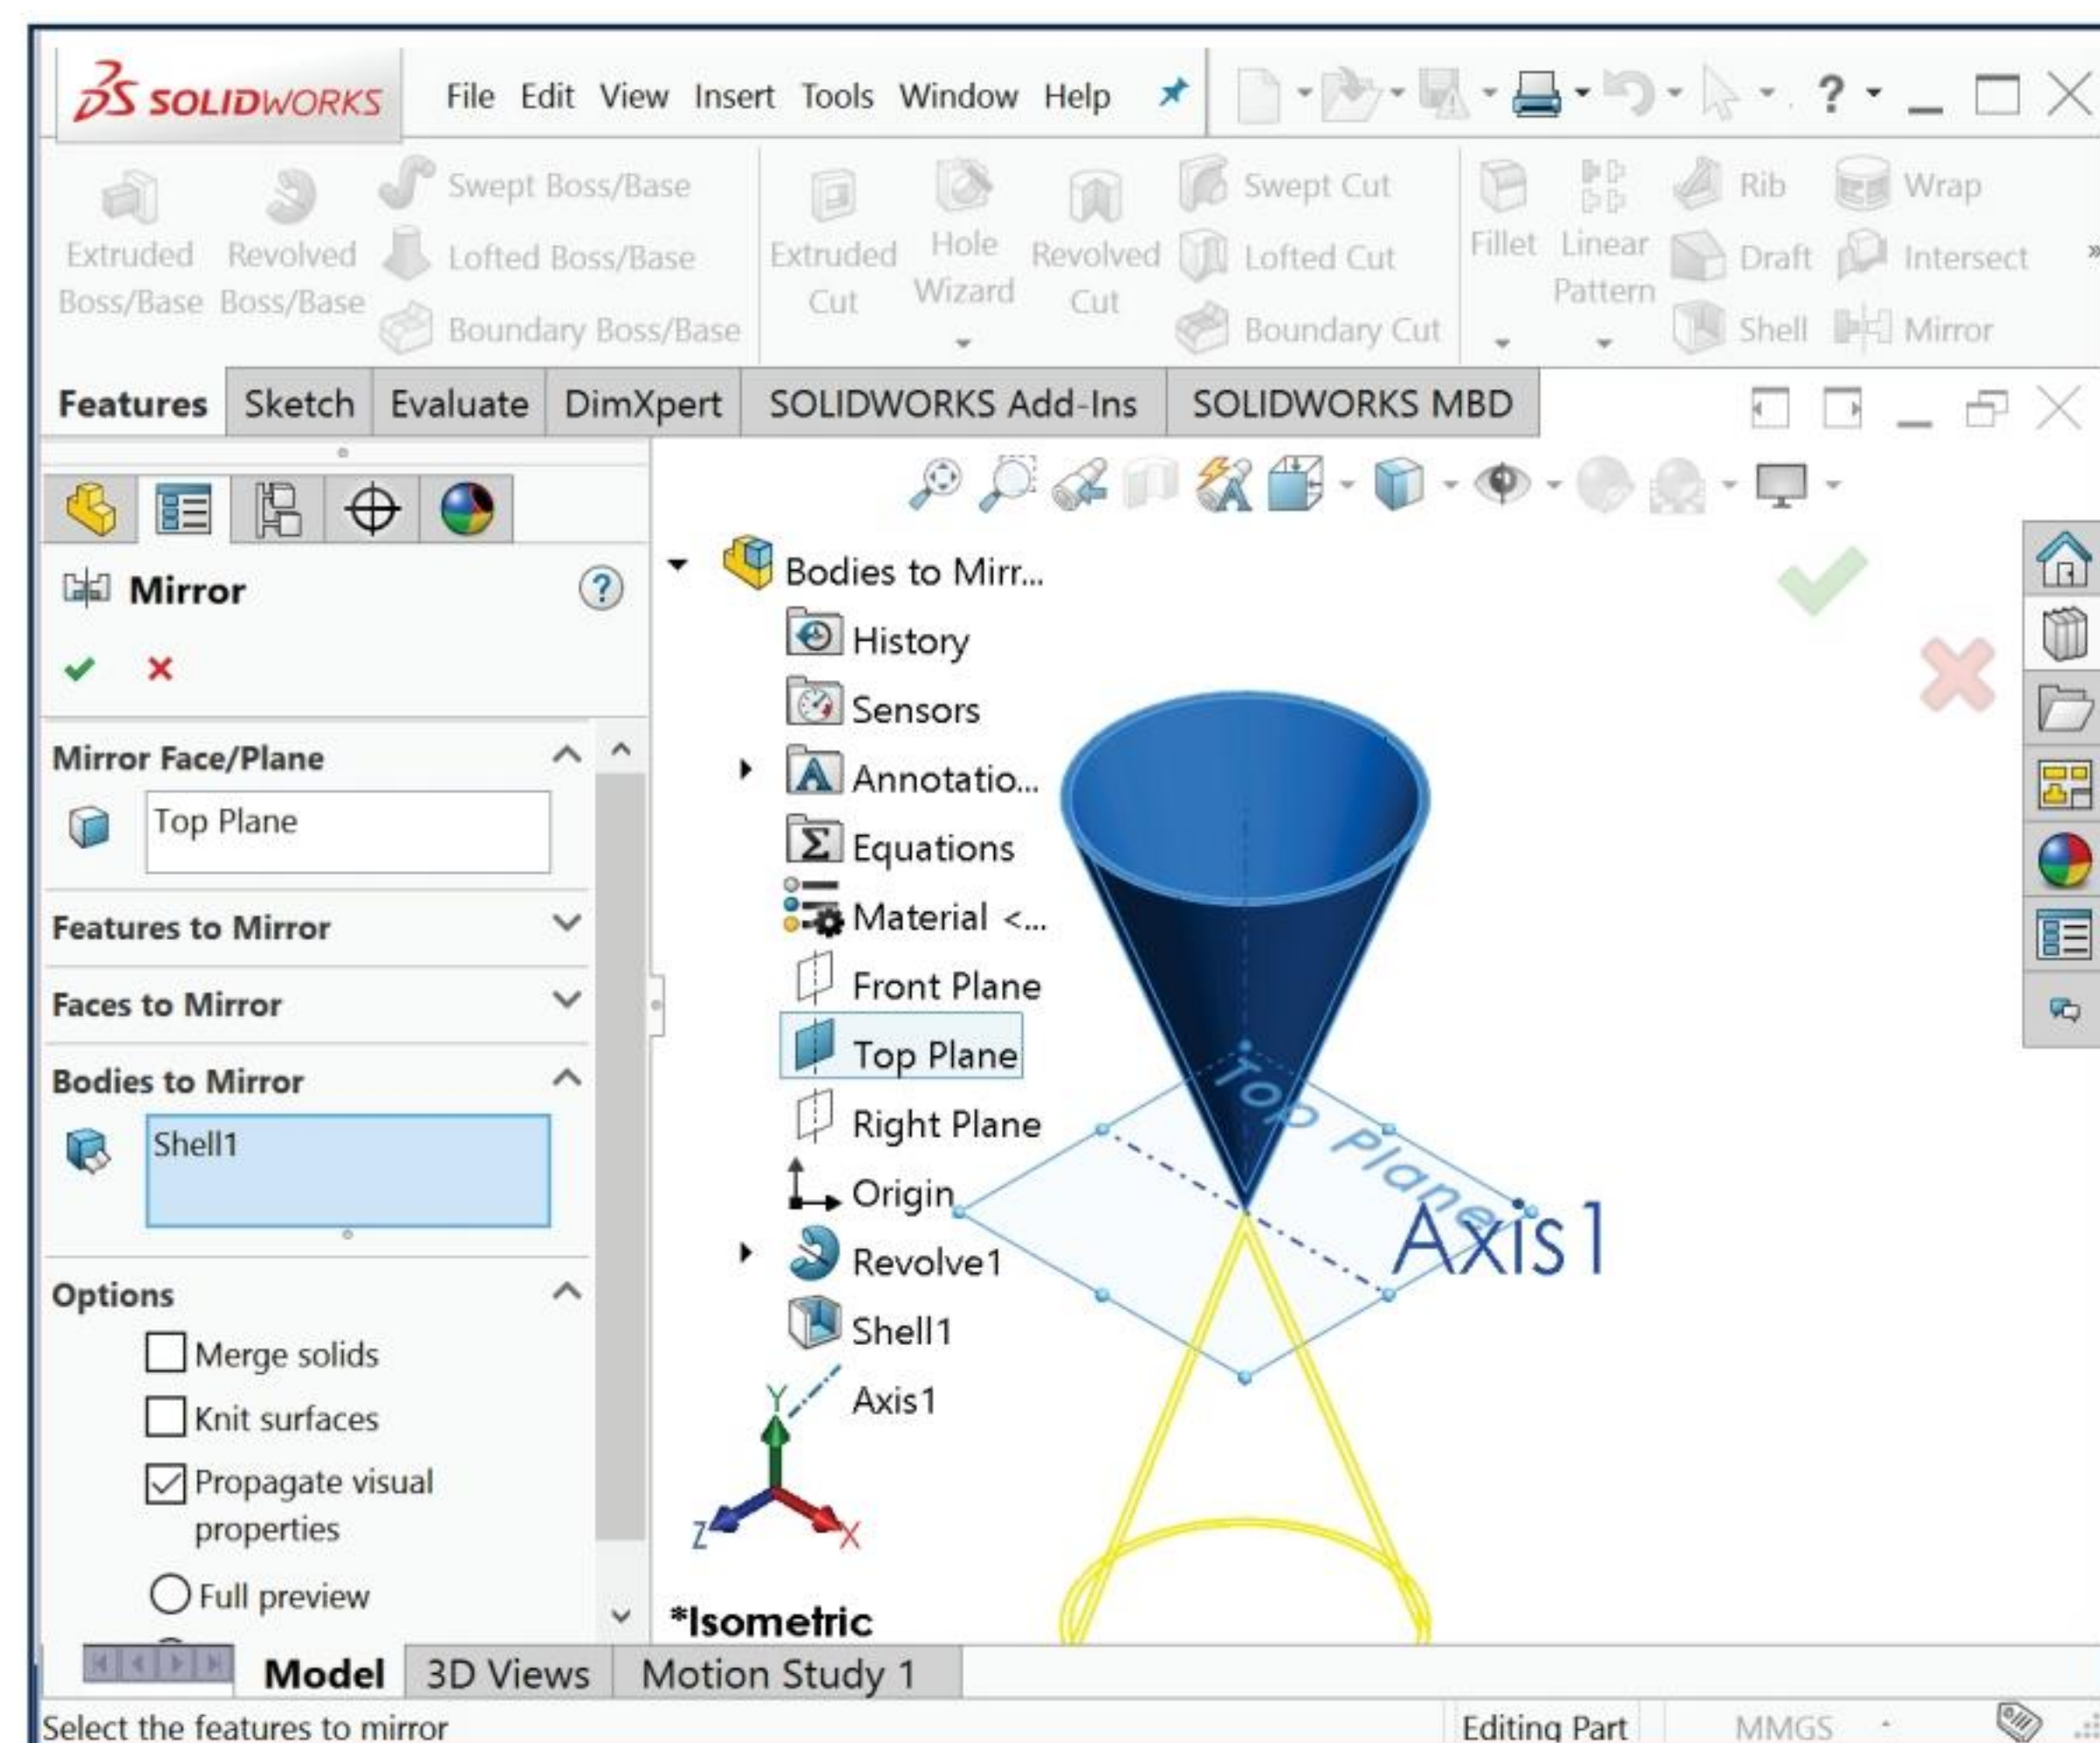 SOLIDWORKS File Edit View Insert Tools Window Help ?
Swept Boss/Base Swept Cut Rib Wrap
Extruded Revolved Lofted Boss/Base Extruded Hole Revolved Lofted Cut Fillet Linear Draft Intersect
Boss/Base Boss/Base Cut Wizard Cut Pattern
Boundary Boss/Base Boundary Cut Shell Mirror
Features Sketch Evaluate DimXpert SOLIDWORKS Add-Ins SOLIDWORKS MBD
Mirror ?
Mirror Face/Plane
Top Plane
Features to Mirror
Faces to Mirror
Bodies to Mirror
Shell1
Options
Merge solids
Knit surfaces
Propagate visual
properties
Full preview
Bodies to Mirr...
History
Sensors
Annotatio...
Equations
Material <...
Front Plane
Top Plane
Right Plane
Origin
Revolve1
Shell1
Axis1
Top Plane
Axis1
Y
Z
X
*Isometric
Model 3D Views Motion Study 1
Select the features to mirror Editing Part MMGS